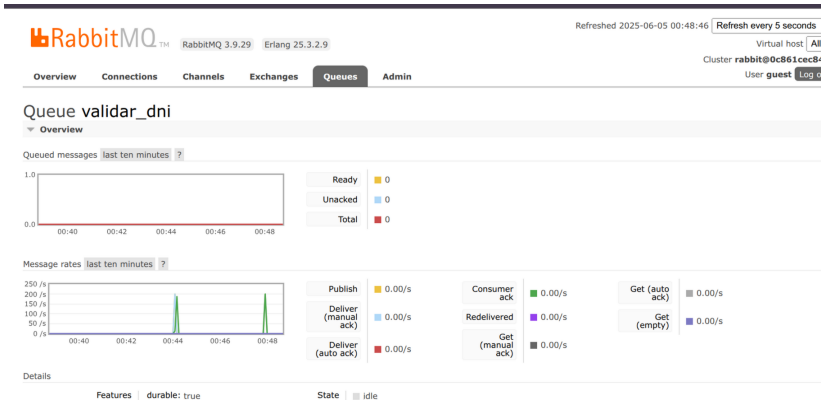 Refreshed 2025-06-05 00:48:46 Refresh every 5 seconds
RabbitMQ TM RabbitMQ 3.9.29 Erlang 25.3.2.9
Virtual host All
Cluster rabbit@0c861cec84
User guest Log o
Overview Connections Channels Exchanges Queues Admin
Queue validar_dni
Overview
Queued messages last ten minutes ?
1.0
0.0
00:40 00:42 00:44 00:46 00:48
Ready 0
Unacked 0
Total 0
Message rates last ten minutes ?
250 /s
200 /s
150 /s
100 /s
50 /s
0 /s
00:40 00:42 00:44 00:46 00:48
Publish 0.00/s
Deliver
(manual 0.00/s
ack)
Deliver
(auto ack) 0.00/s
Consumer
ack 0.00/s
Redelivered 0.00/s
Get
(manual 0.00/s
ack)
Get (auto
ack) 0.00/s
Get
(empty) 0.00/s
Details
Features durable: true State idle